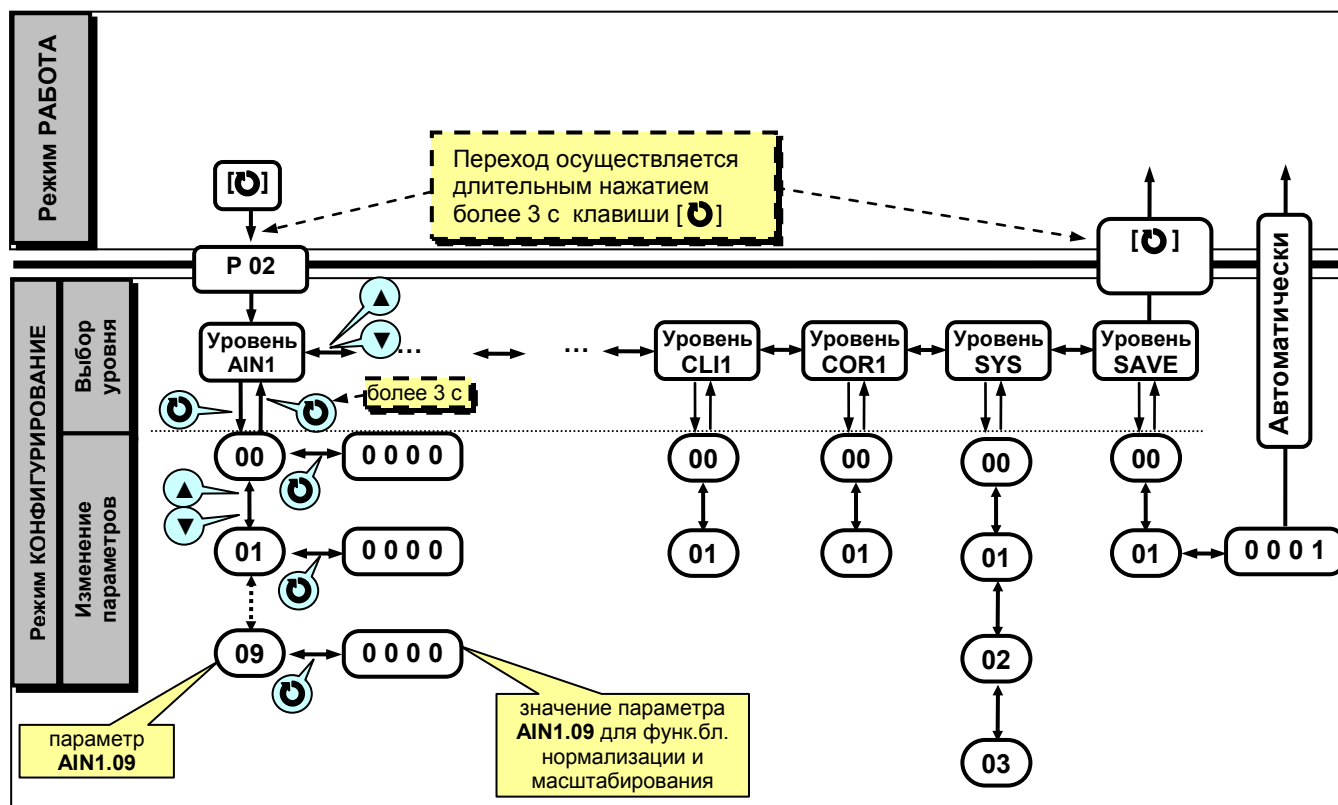 Режим РАБОТА
Переход осуществляется
длительным нажатием
более 3 с клавиши [↻]
[↻]
[↻]
Автоматически
P 02
Режим КОНФИГУРИРОВАНИЕ
Выбор
уровня
Уровень
AIN1
▲
▼
...
...
Уровень
CLI1
Уровень
COR1
Уровень
SYS
Уровень
SAVE
более 3 с
Изменение
параметров
00
0 0 0 0
00
00
00
00
▲
▼
01
0 0 0 0
01
01
01
01
0 0 0 1
09
0 0 0 0
02
03
параметр
AIN1.09
значение параметра
AIN1.09 для функ.бл.
нормализации и
масштабирования